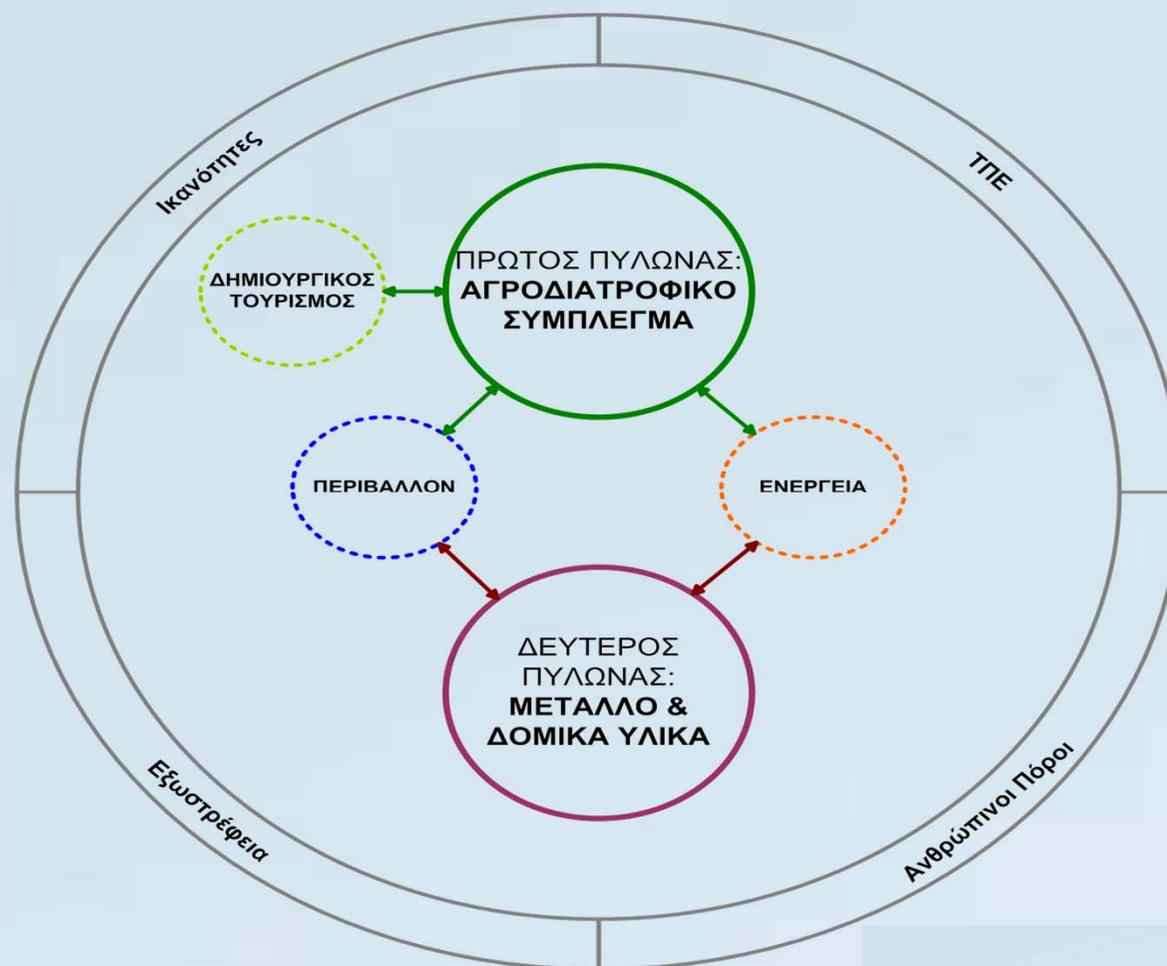 Ικανότητες
ΤΠΕ
ΠΡΩΤΟΣ ΠΥΛΩΝΑΣ:
ΑΓΡΟΔΙΑΤΡΟΦΙΚΟ
ΣΥΜΠΛΕΓΜΑ
ΔΗΜΙΟΥΡΓΙΚΟΣ
ΤΟΥΡΙΣΜΟΣ
ΠΕΡΙΒΑΛΛΟΝ
ΕΝΕΡΓΕΙΑ
ΔΕΥΤΕΡΟΣ
ΠΥΛΩΝΑΣ:
ΜΕΤΑΛΛΟ &
ΔΟΜΙΚΑ ΥΛΙΚΑ
Εξωστρέφεια
Ανθρώπινοι Πόροι